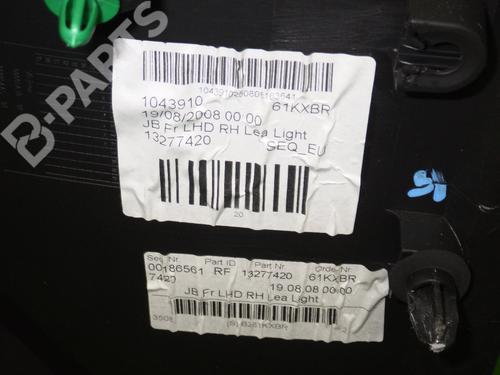 B-PARTS
1043910 61KXBR
19/08/2008 00:00
JB Fr LHD RH Lea Light
13277420 SEQ_EU
20
Seq Nr. Part ID Part Nr. Orde-Nr
00186561 RF 13277420 61KXBR
7420 19.08.08 00:00
JB Fr LHD RH Lea Light
(S) B261KXBR